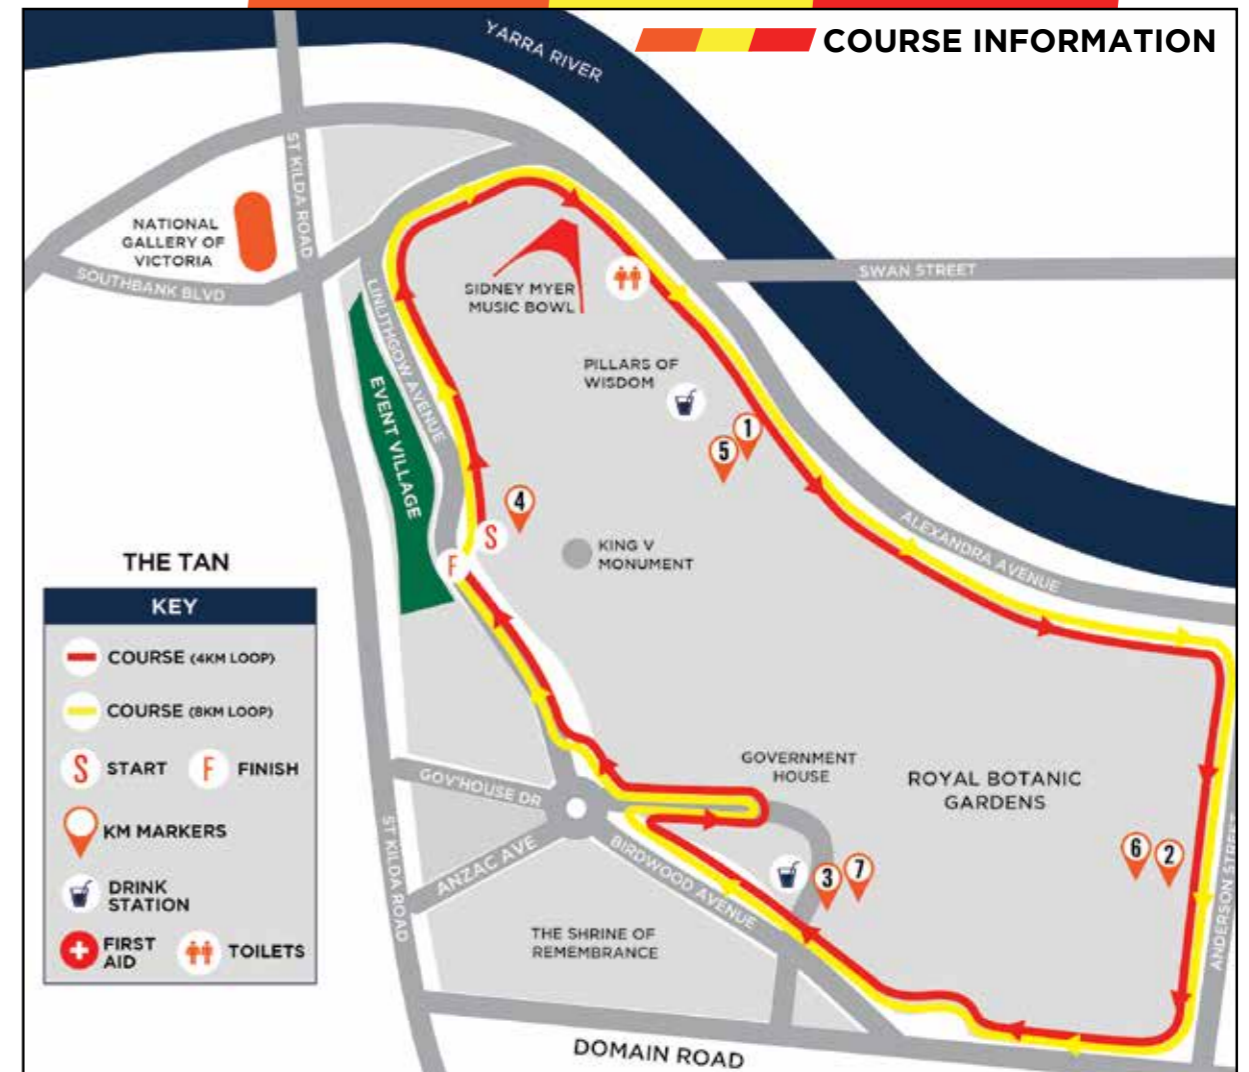 COURSE INFORMATION
YARRA RIVER
ST KILDA ROAD
NATIONAL
GALLERY OF
VICTORIA
SOUTHBANK BLVD
SWAN STREET
SIDNEY MYER
MUSIC BOWL
LINLITHGOW AVENUE
PILLARS OF
WISDOM
EVENT VILLAGE
1
5
4
S
F
KING V
MONUMENT
ALEXANDRA AVENUE
THE TAN
KEY
COURSE (4KM LOOP)
COURSE (8KM LOOP)
S START
F FINISH
KM MARKERS
DRINK
STATION
FIRST
AID
TOILETS
GOVERNMENT
HOUSE
ROYAL BOTANIC
GARDENS
GOV'HOUSE DR
ANZAC AVE
BIRDWOOD AVENUE
ST KILDA ROAD
6
2
3
7
ANDERSON STREET
THE SHRINE OF
REMEMBRANCE
DOMAIN ROAD